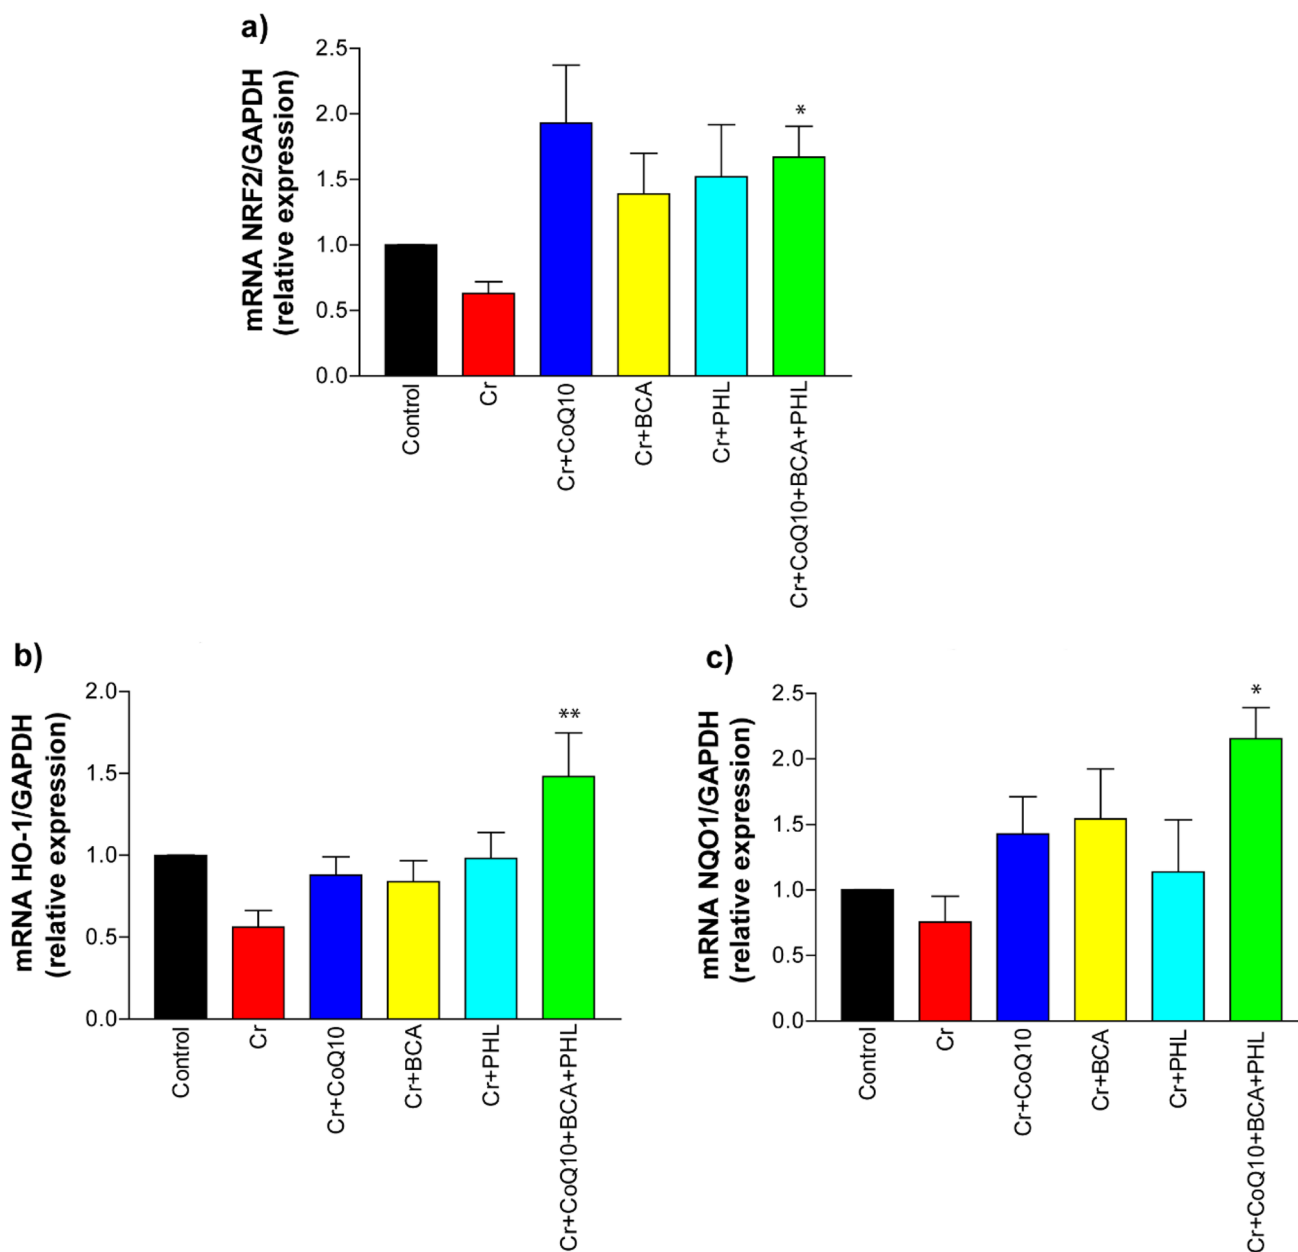 a)
mRNA NRF2/GAPDH
(relative expression)
2.5
2.0
1.5
1.0
0.5
0.0
*
Control
Cr
Cr+CoQ10
Cr+BCA
Cr+PHL
Cr+CoQ10+BCA+PHL
b)
mRNA HO-1/GAPDH
(relative expression)
2.0
1.5
1.0
0.5
0.0
**
Control
Cr
Cr+CoQ10
Cr+BCA
Cr+PHL
Cr+CoQ10+BCA+PHL
c)
mRNA NQO1/GAPDH
(relative expression)
2.5
2.0
1.5
1.0
0.5
0.0
*
Control
Cr
Cr+CoQ10
Cr+BCA
Cr+PHL
Cr+CoQ10+BCA+PHL